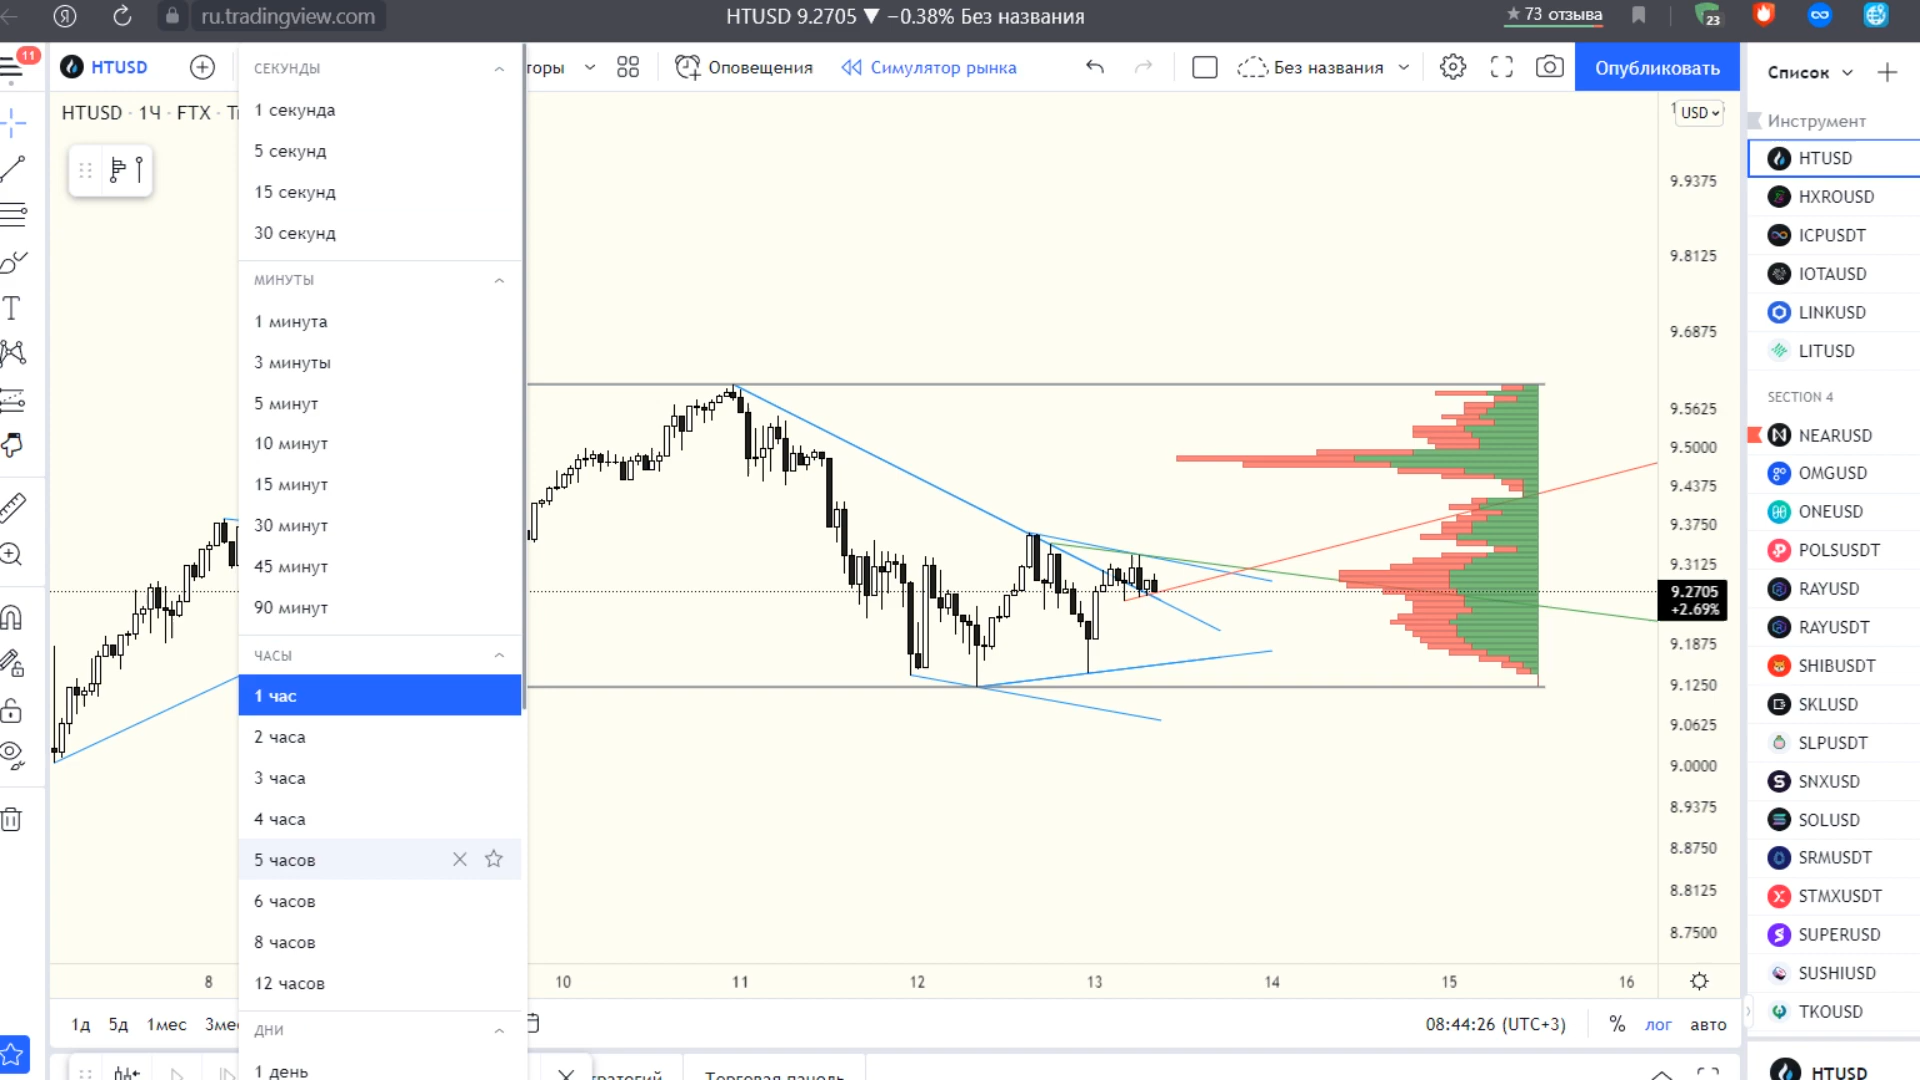 ru.tradingview.com
HTUSD 9.2705 ▼ −0.38% Без названия
★ 73 отзыва
23
11
HTUSD
Оповещения
Симулятор рынка
Без названия
Опубликовать
Список
HTUSD · 1Ч · FTX
USD
СЕКУНДЫ
1 секунда
5 секунд
15 секунд
30 секунд
МИНУТЫ
1 минута
3 минуты
5 минут
10 минут
15 минут
30 минут
45 минут
90 минут
ЧАСЫ
1 час
2 часа
3 часа
4 часа
5 часов
6 часов
8 часов
12 часов
ДНИ
1 день
9.9375
9.8125
9.6875
9.5625
9.5000
9.4375
9.3750
9.3125
9.2705
+2.69%
9.1875
9.1250
9.0625
9.0000
8.9375
8.8750
8.8125
8.7500
8 10 11 12 13 14 15 16
1д 5д 1мес
08:44:26 (UTC+3) % лог авто
Торговая панель
Инструмент
HTUSD
HXROUSD
ICPUSDT
IOTAUSD
LINKUSD
LITUSD
SECTION 4
NEARUSD
OMGUSD
ONEUSD
POLSUSDT
RAYUSD
RAYUSDT
SHIBUSDT
SKLUSD
SLPUSDT
SNXUSD
SOLUSD
SRMUSDT
STMXUSDT
SUPERUSD
SUSHIUSD
TKOUSD
HTUSD